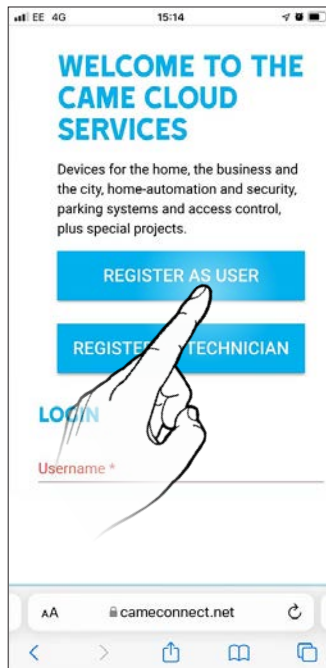 EE 4G 15:14
WELCOME TO THE
CAME CLOUD
SERVICES
Devices for the home, the business and
the city, home-automation and security,
parking systems and access control,
plus special projects.
REGISTER AS USER
REGISTE TECHNICIAN
LOGIN
Username *
AA cameconnect.net